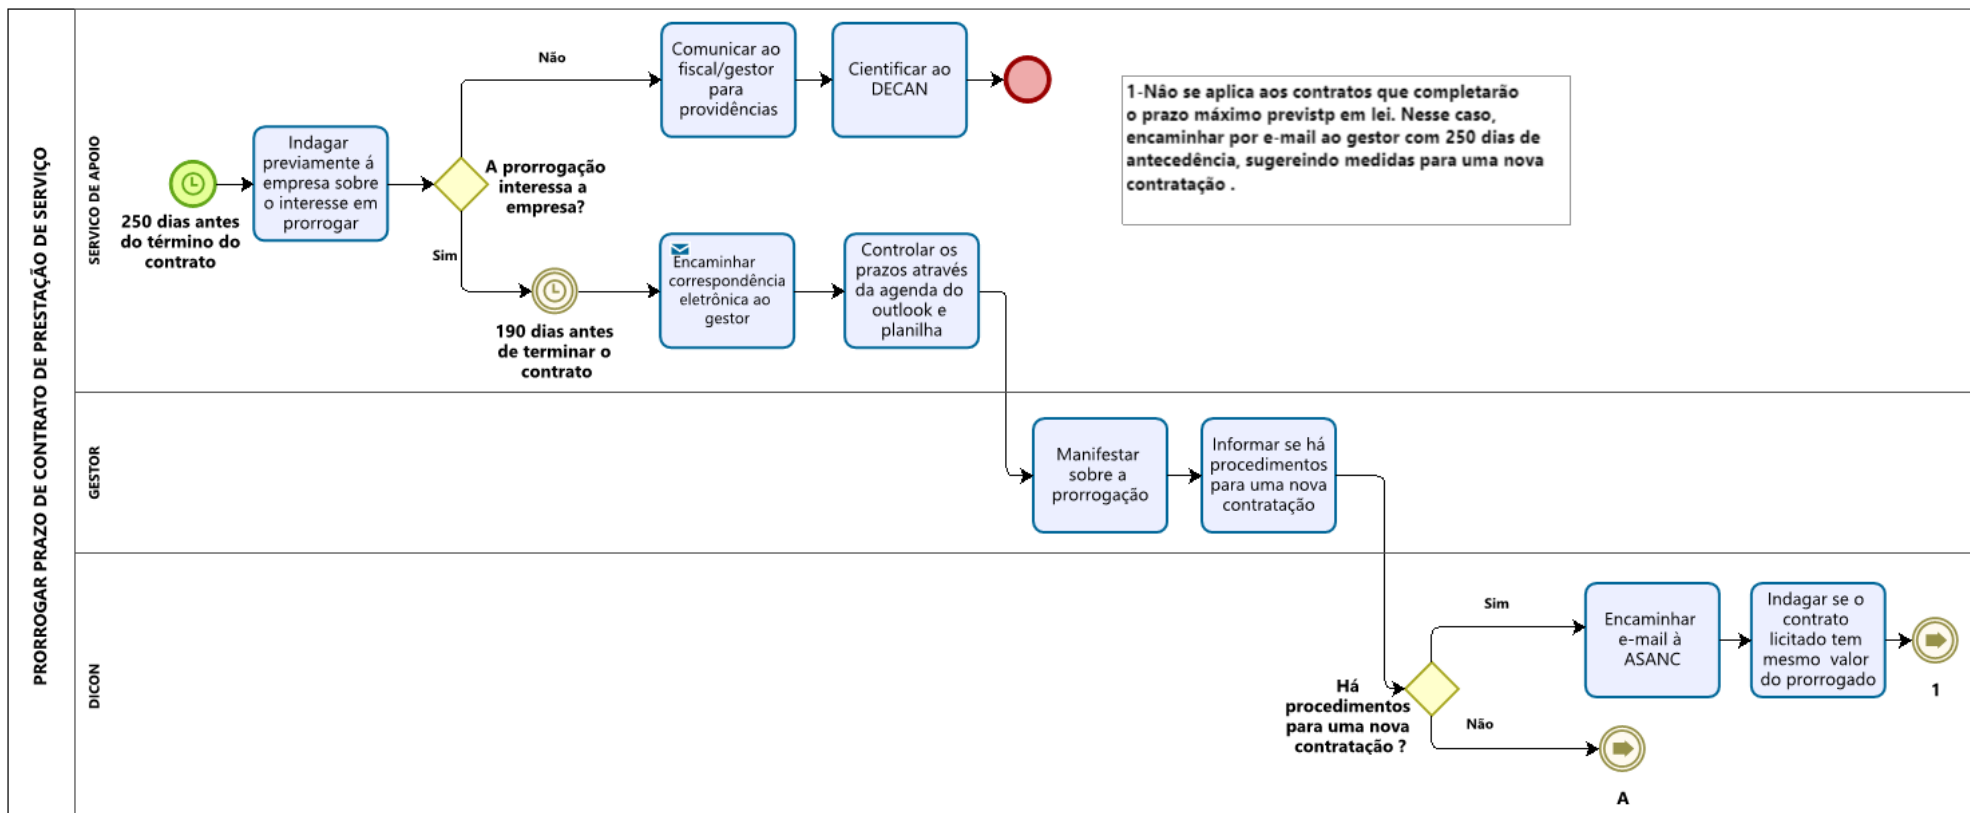 PRORROGAR PRAZO DE CONTRATO DE PRESTAÇÃO DE SERVIÇO
SERVICO DE APOIO
250 dias antes
do término do
contrato
Indagar
previamente á
empresa sobre
o interesse em
prorrogar
A prorrogação
interessa a
empresa?
Não
Comunicar ao
fiscal/gestor
para
providências
Cientificar ao
DECAN
1-Não se aplica aos contratos que completarão
o prazo máximo previstp em lei. Nesse caso,
encaminhar por e-mail ao gestor com 250 dias de
antecedência, sugereindo medidas para uma nova
contratação .
Sim
190 dias antes
de terminar o
contrato
Encaminhar
correspondência
eletrônica ao
gestor
Controlar os
prazos através
da agenda do
outlook e
planilha
GESTOR
Manifestar
sobre a
prorrogação
Informar se há
procedimentos
para uma nova
contratação
DICON
Há
procedimentos
para uma nova
contratação ?
Sim
Encaminhar
e-mail à
ASANC
Indagar se o
contrato
licitado tem
mesmo  valor
do prorrogado
1
Não
A